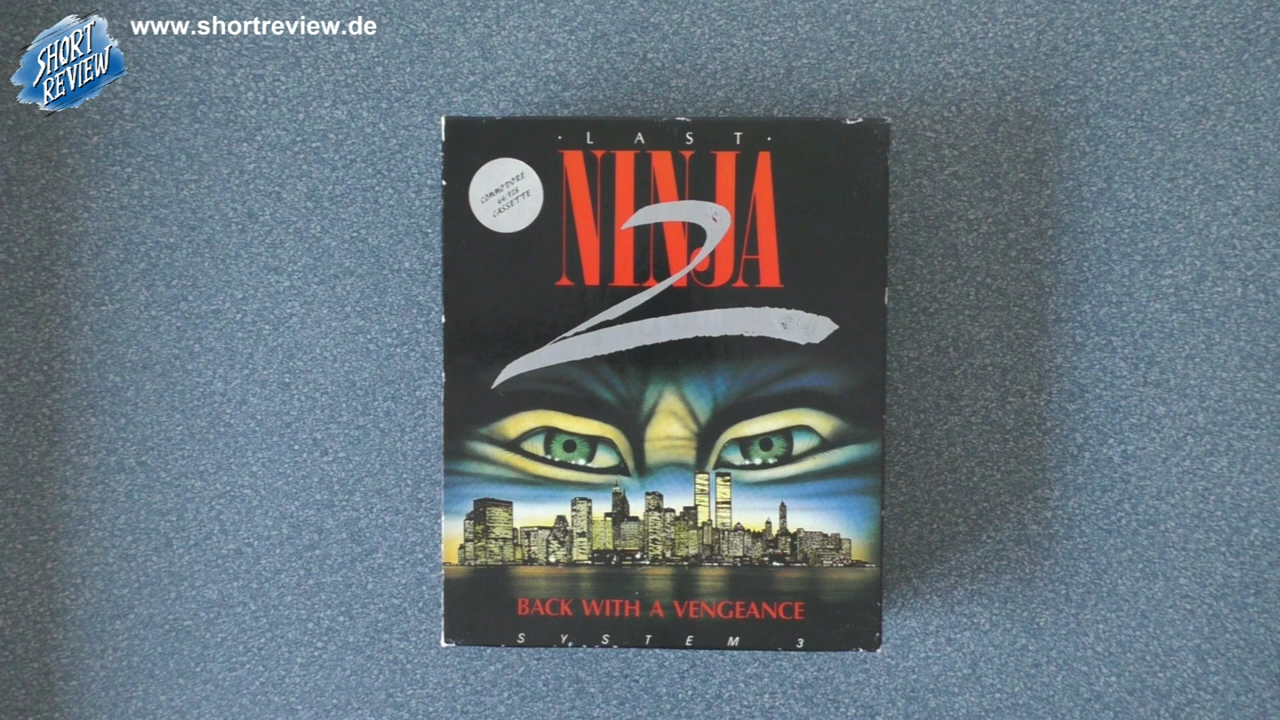 www.shortreview.de
SHORT
REVIEW
· LAST ·
NINJA
2
COMMODORE
64/128
CASSETTE
BACK WITH A VENGEANCE
SYSTEM 3